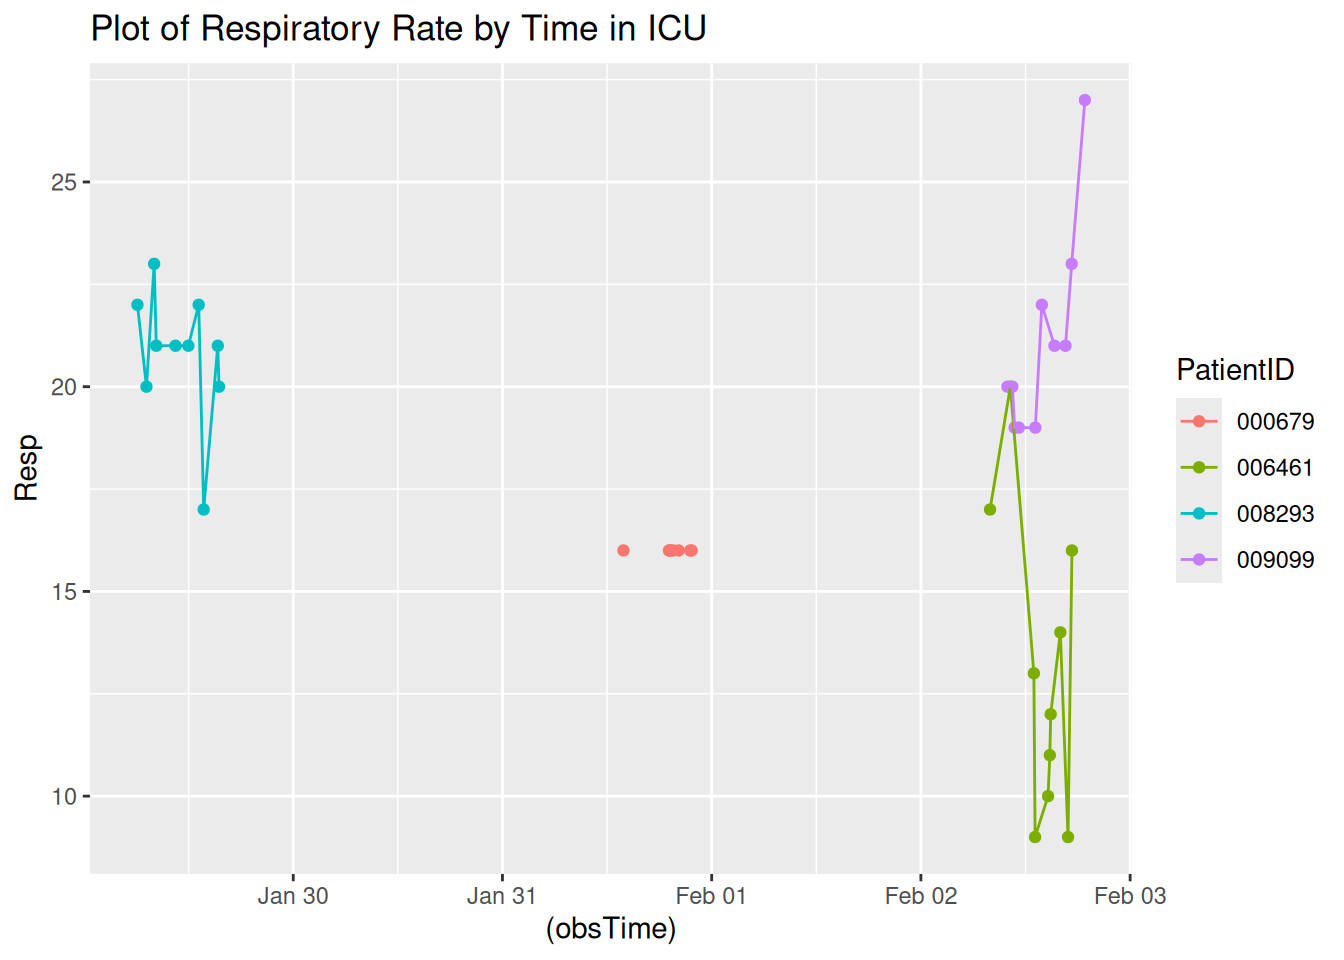 Plot of Respiratory Rate by Time in ICU
Resp
25
20
15
10
Jan 30
Jan 31
Feb 01
Feb 02
Feb 03
(obsTime)
PatientID
000679
006461
008293
009099